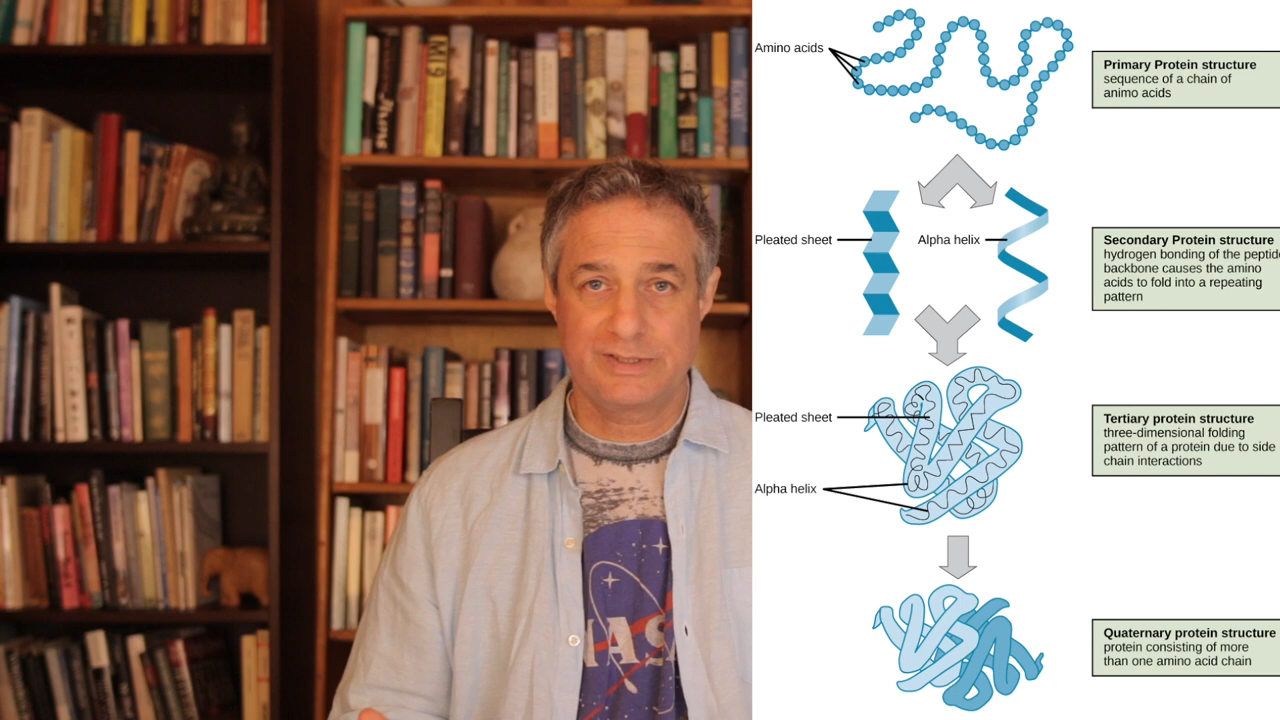 MI9
Amino acids
Primary Protein structure
sequence of a chain of
animo acids
Pleated sheet
Alpha helix
Secondary Protein structure
hydrogen bonding of the peptide
backbone causes the amino
acids to fold into a repeating
pattern
Pleated sheet
Tertiary protein structure
three-dimensional folding
pattern of a protein due to side
chain interactions
Alpha helix
NAS
Quaternary protein structure
protein consisting of more
than one amino acid chain